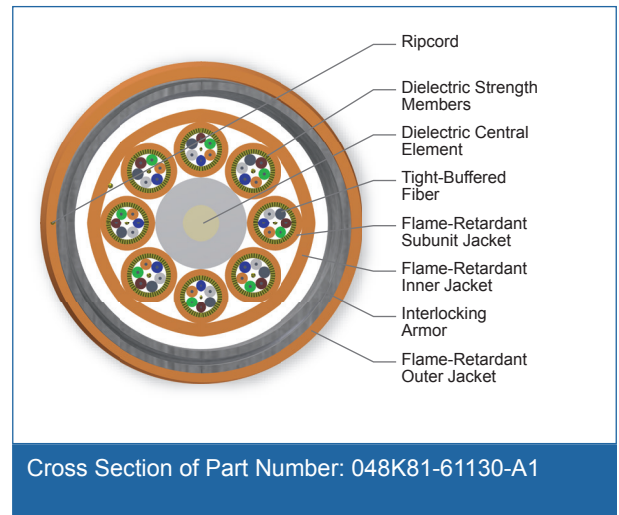 Ripcord
Dielectric Strength
Members
Dielectric Central
Element
Tight-Buffered
Fiber
Flame-Retardant
Subunit Jacket
Flame-Retardant
Inner Jacket
Interlocking
Armor
Flame-Retardant
Outer Jacket
Cross Section of Part Number: 048K81-61130-A1